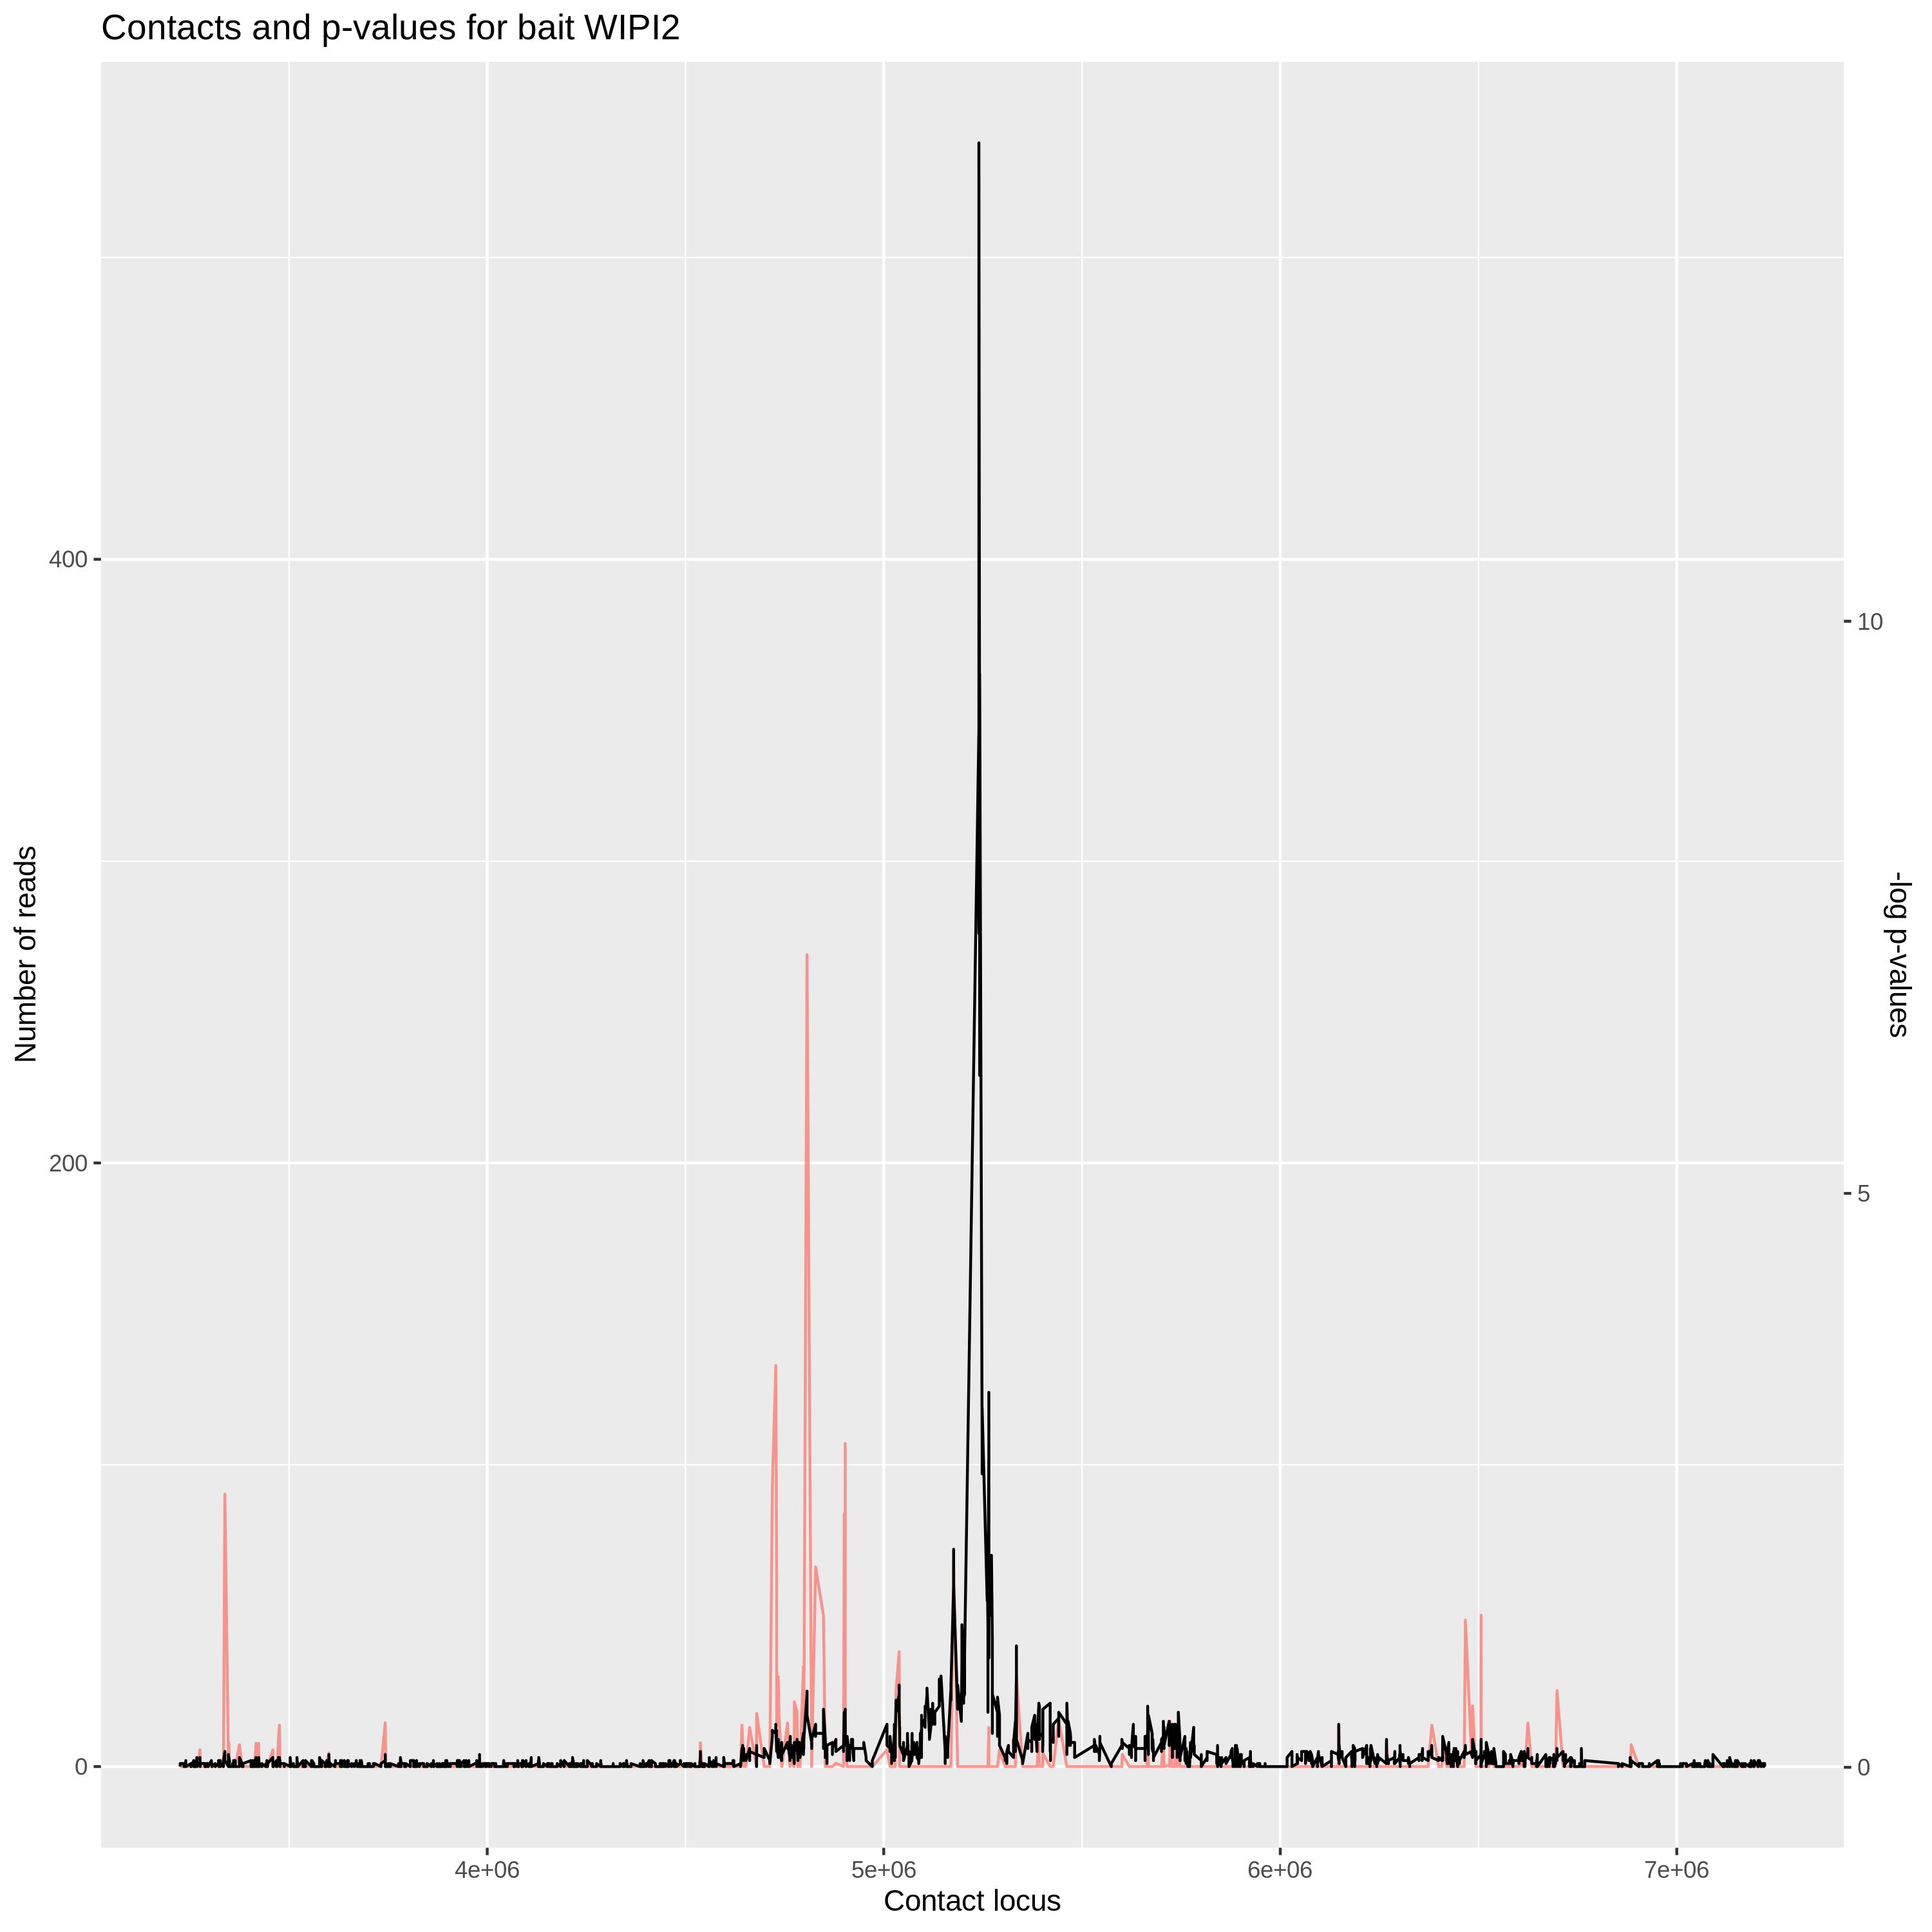 Contacts and p-values for bait WIPI2
400
200
0
Number of reads
10
5
0
-log p-values
4e+06
5e+06
6e+06
7e+06
Contact locus